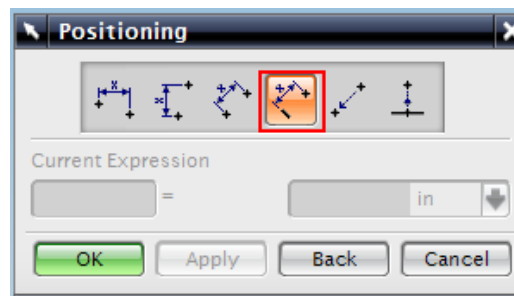 Positioning
Current Expression
= in
OK Apply Back Cancel